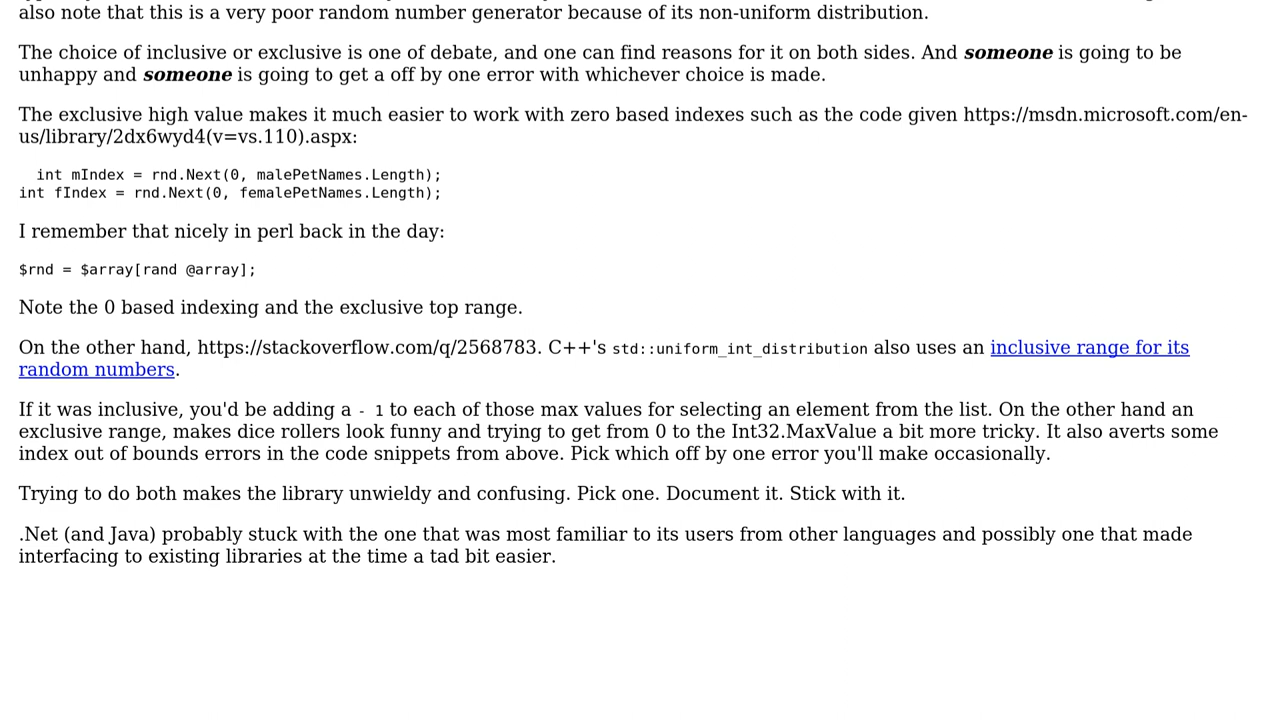 also note that this is a very poor random number generator because of its non-uniform distribution.
The choice of inclusive or exclusive is one of debate, and one can find reasons for it on both sides. And someone is going to be
unhappy and someone is going to get a off by one error with whichever choice is made.
The exclusive high value makes it much easier to work with zero based indexes such as the code given https://msdn.microsoft.com/en-
us/library/2dx6wyd4(v=vs.110).aspx:
int mIndex = rnd.Next(0, malePetNames.Length);
int fIndex = rnd.Next(0, femalePetNames.Length);
I remember that nicely in perl back in the day:
$rnd = $array[rand @array];
Note the 0 based indexing and the exclusive top range.
On the other hand, https://stackoverflow.com/q/2568783. C++'s std::uniform_int_distribution also uses an inclusive range for its
random numbers.
If it was inclusive, you'd be adding a - 1 to each of those max values for selecting an element from the list. On the other hand an
exclusive range, makes dice rollers look funny and trying to get from 0 to the Int32.MaxValue a bit more tricky. It also averts some
index out of bounds errors in the code snippets from above. Pick which off by one error you'll make occasionally.
Trying to do both makes the library unwieldy and confusing. Pick one. Document it. Stick with it.
.Net (and Java) probably stuck with the one that was most familiar to its users from other languages and possibly one that made
interfacing to existing libraries at the time a tad bit easier.